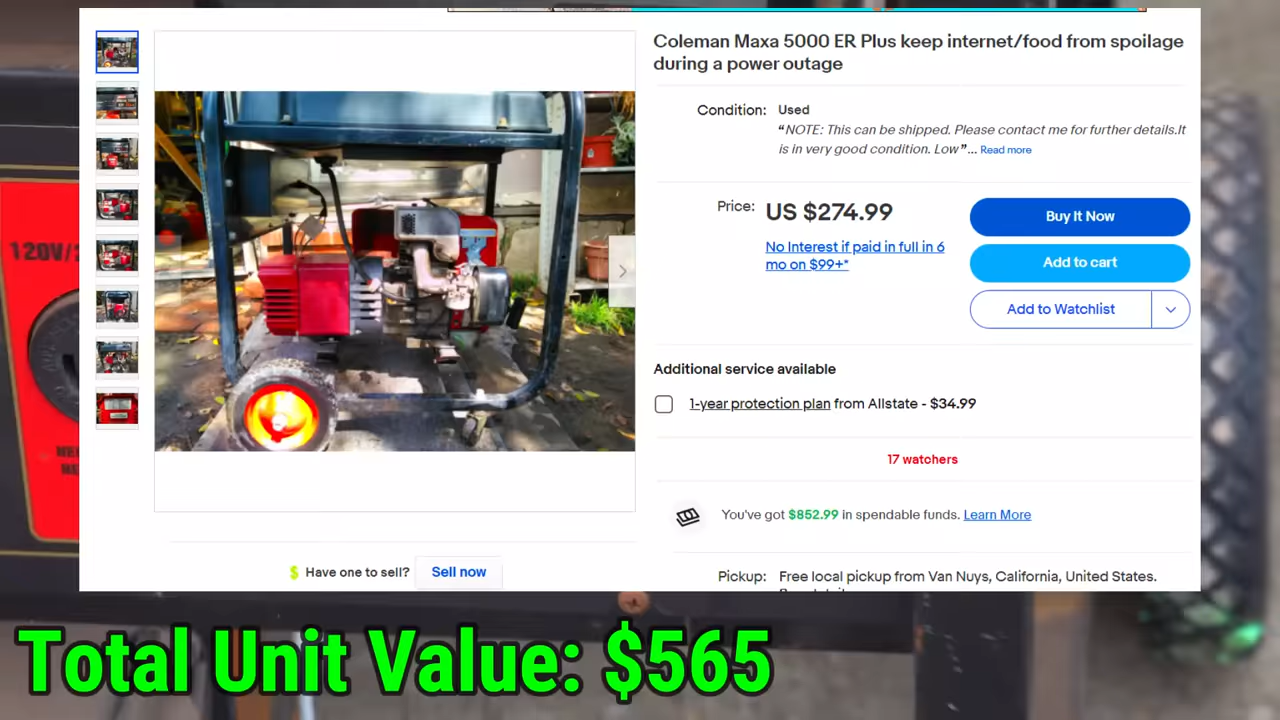 Coleman Maxa 5000 ER Plus keep internet/food from spoilage
during a power outage
Condition: Used
“NOTE: This can be shipped. Please contact me for further details.It
is in very good condition. Low”... Read more
Price: US $274.99
No Interest if paid in full in 6
mo on $99+*
Buy It Now
Add to cart
Add to Watchlist
Additional service available
1-year protection plan from Allstate - $34.99
17 watchers
You've got $852.99 in spendable funds. Learn More
$ Have one to sell? Sell now
Pickup: Free local pickup from Van Nuys, California, United States.
120V/
Total Unit Value: $565